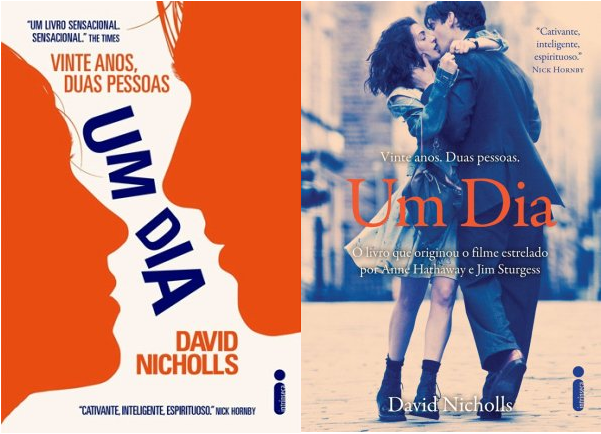 “UM LIVRO SENSACIONAL.
SENSACIONAL.” THE TIMES
VINTE ANOS,
DUAS PESSOAS
UM DIA
DAVID
NICHOLLS
“CATIVANTE, INTELIGENTE, ESPIRITUOSO.” NICK HORNBY
intrínseca
“Cativante,
inteligente,
espirituoso.”
Nick Hornby
Vinte anos. Duas pessoas.
Um Dia
O livro que originou o filme estrelado
por Anne Hathaway e Jim Sturgess
David Nicholls
intrínseca